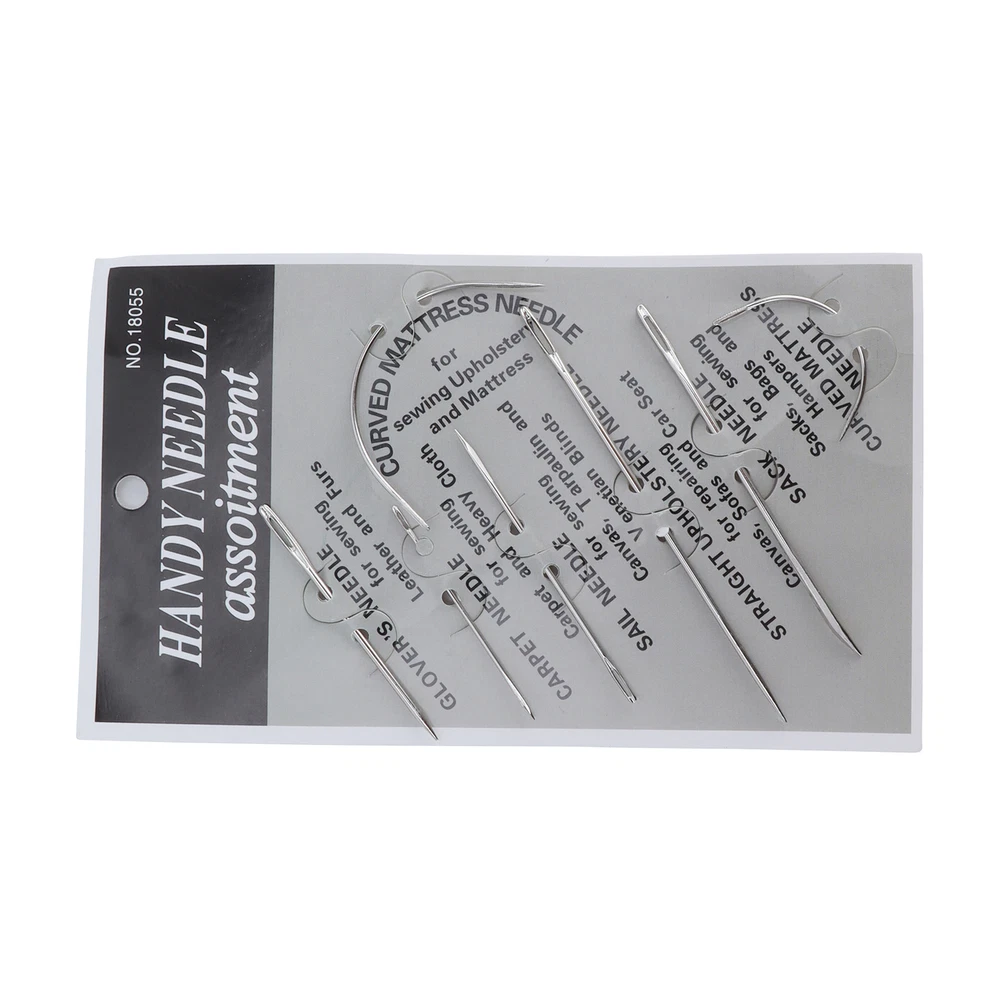 NO.18055
HANDY NEEDLE
assoitment
CURVED MATTRESS NEEDLE
for
sewing Upholstery
and Mattress
GLOVER'S NEEDLE
for sewing
Leather and Furs
CARPET NEEDLE
for sewing
Carpet and Heavy Cloth
SAIL NEEDLE
for sewing
Canvas, Tarpaulin and
Venetian Blinds
STRAIGHT UPHOLSTERY NEEDLE
for repairing Car Seat
Canvas, Sofas and
SACK NEEDLE
for sewing
Sacks, Bags and
Hampers
MATTRESS
NEEDLE